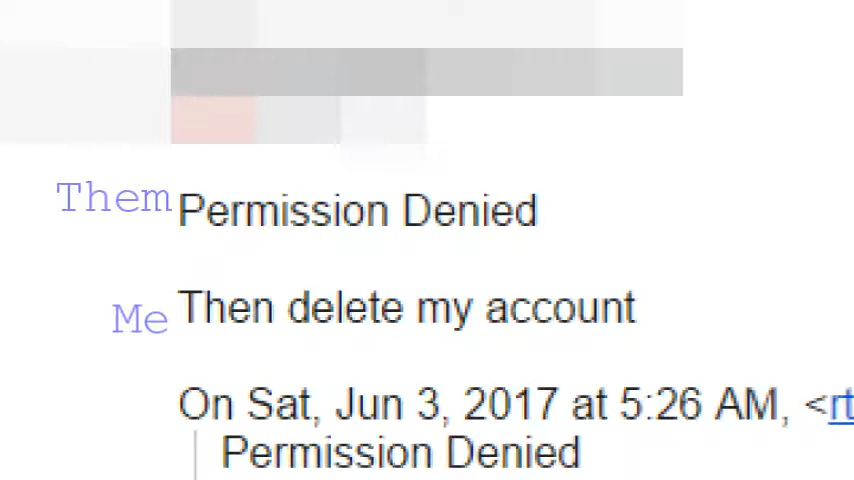 Them Permission Denied
Me Then delete my account
On Sat, Jun 3, 2017 at 5:26 AM, <rt
Permission Denied